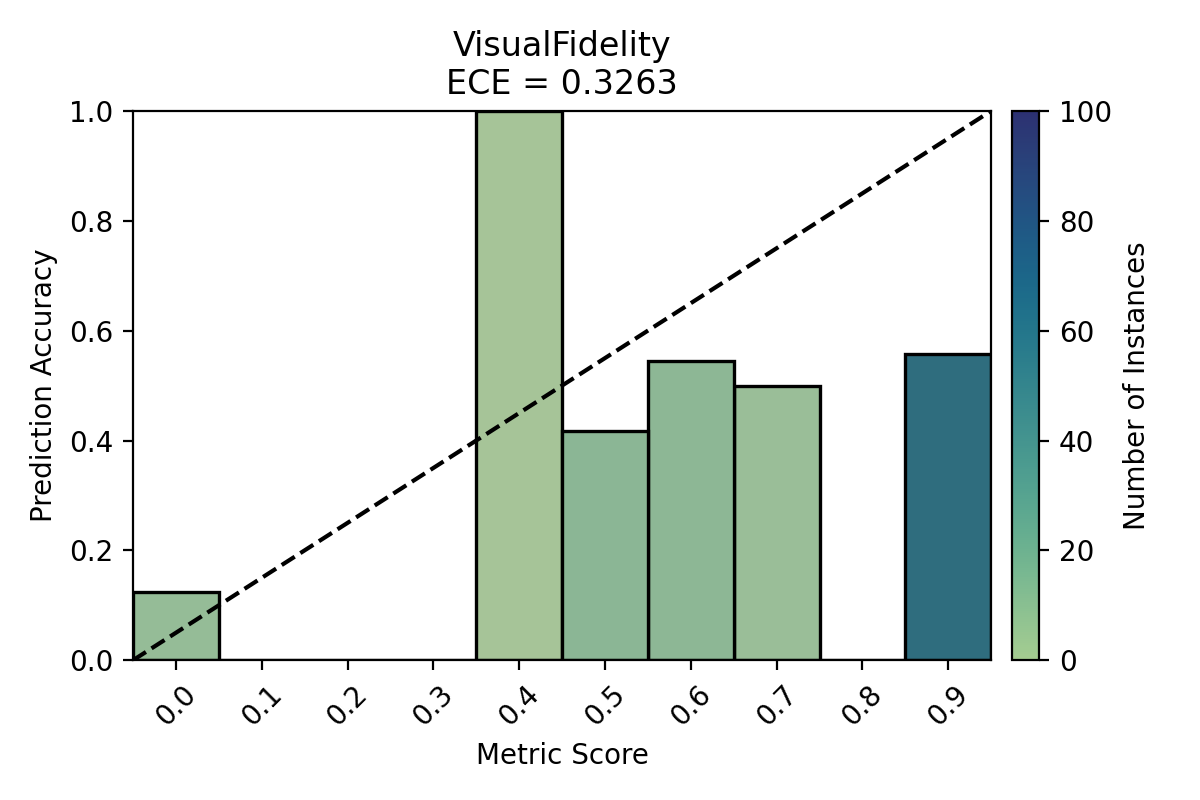 VisualFidelity
ECE = 0.3263
1.0
0.8
0.6
0.4
0.2
0.0
Prediction Accuracy
0.0 0.1 0.2 0.3 0.4 0.5 0.6 0.7 0.8 0.9
Metric Score
100
80
60
40
20
0
Number of Instances